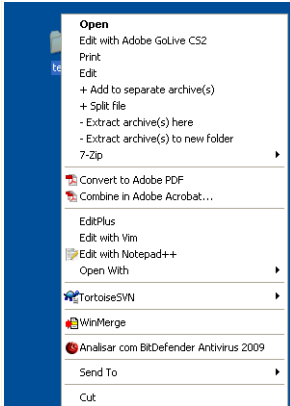 te
Open
Edit with Adobe GoLive CS2
Print
Edit
+ Add to separate archive(s)
+ Split file
- Extract archive(s) here
- Extract archive(s) to new folder
7-Zip
Convert to Adobe PDF
Combine in Adobe Acrobat...
EditPlus
Edit with Vim
Edit with Notepad++
Open With
TortoiseSVN
WinMerge
Analisar com BitDefender Antivirus 2009
Send To
Cut